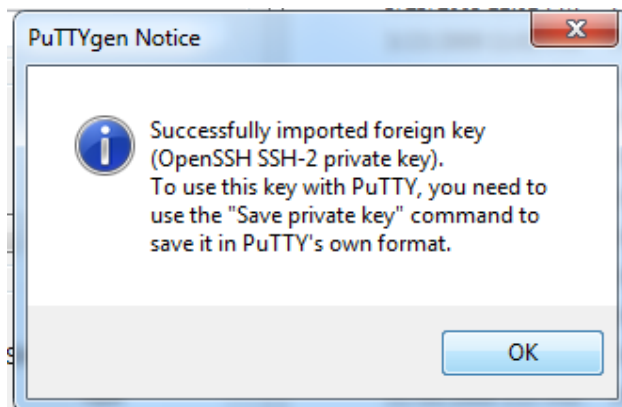 PuTTYgen Notice
Successfully imported foreign key
(OpenSSH SSH-2 private key).
To use this key with PuTTY, you need to
use the "Save private key" command to
save it in PuTTY's own format.
OK